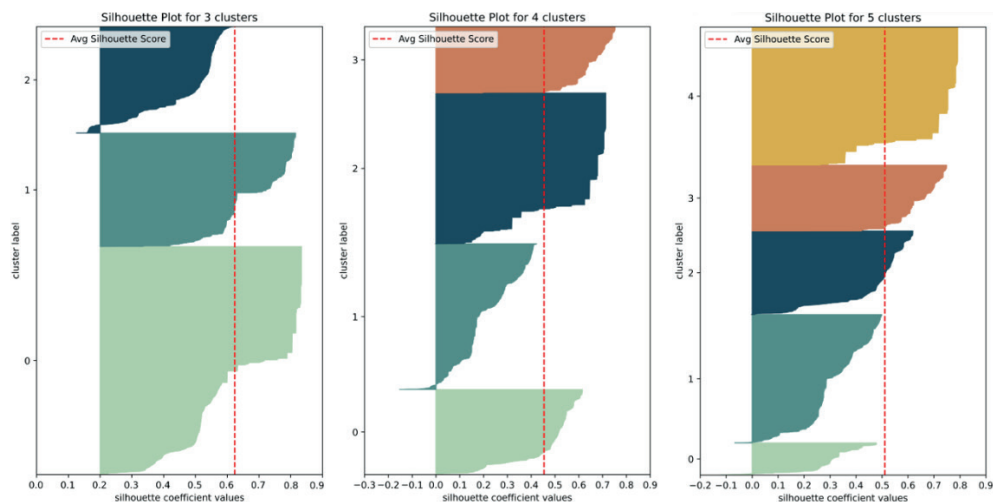 Silhouette Plot for 3 clusters
Avg Silhouette Score
cluster label
2
1
0
0.0 0.1 0.2 0.3 0.4 0.5 0.6 0.7 0.8 0.9
silhouette coefficient values
Silhouette Plot for 4 clusters
Avg Silhouette Score
cluster label
3
2
1
0
−0.3 −0.2 −0.1 0.0 0.1 0.2 0.3 0.4 0.5 0.6 0.7 0.8 0.9
silhouette coefficient values
Silhouette Plot for 5 clusters
Avg Silhouette Score
cluster label
4
3
2
1
0
−0.2 −0.1 0.0 0.1 0.2 0.3 0.4 0.5 0.6 0.7 0.8 0.9
silhouette coefficient values